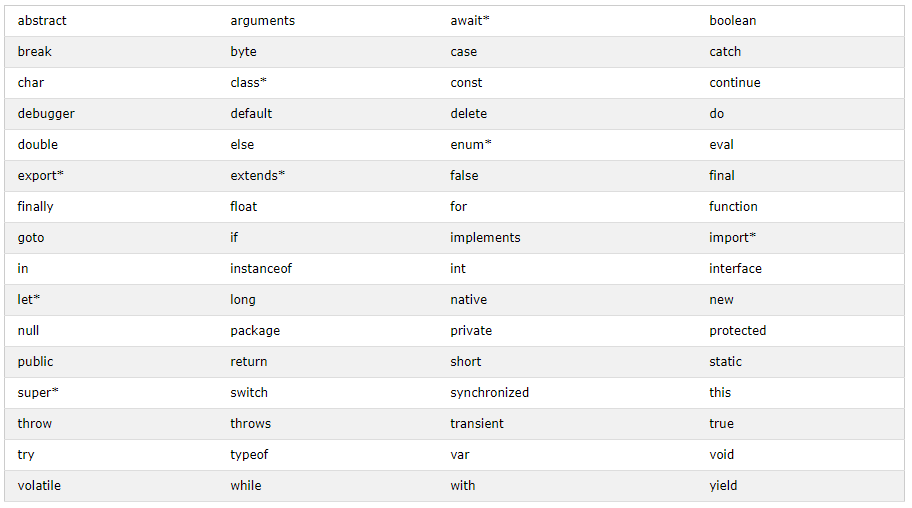 abstract arguments await* boolean
break byte case catch
char class* const continue
debugger default delete do
double else enum* eval
export* extends* false final
finally float for function
goto if implements import*
in instanceof int interface
let* long native new
null package private protected
public return short static
super* switch synchronized this
throw throws transient true
try typeof var void
volatile while with yield